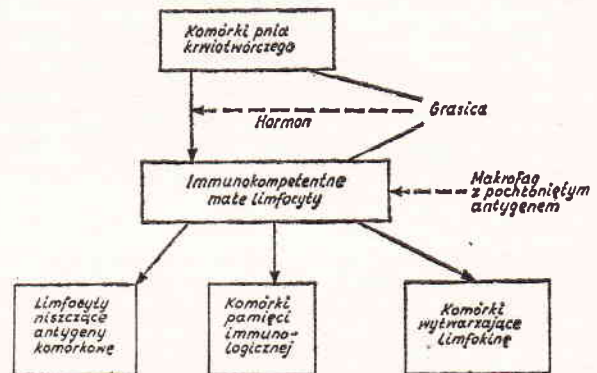 Komórki pnia
krwiotwórczego
Hormon
Grasica
Immunokompetentne
małe limfocyty
Makrofag
z pochłoniętym
antygenem
Limfocyty
niszczące
antygeny
komórkowe
Komórki
pamięci
immuno-
logicznej
Komórki
wytwarzające
limfokinę